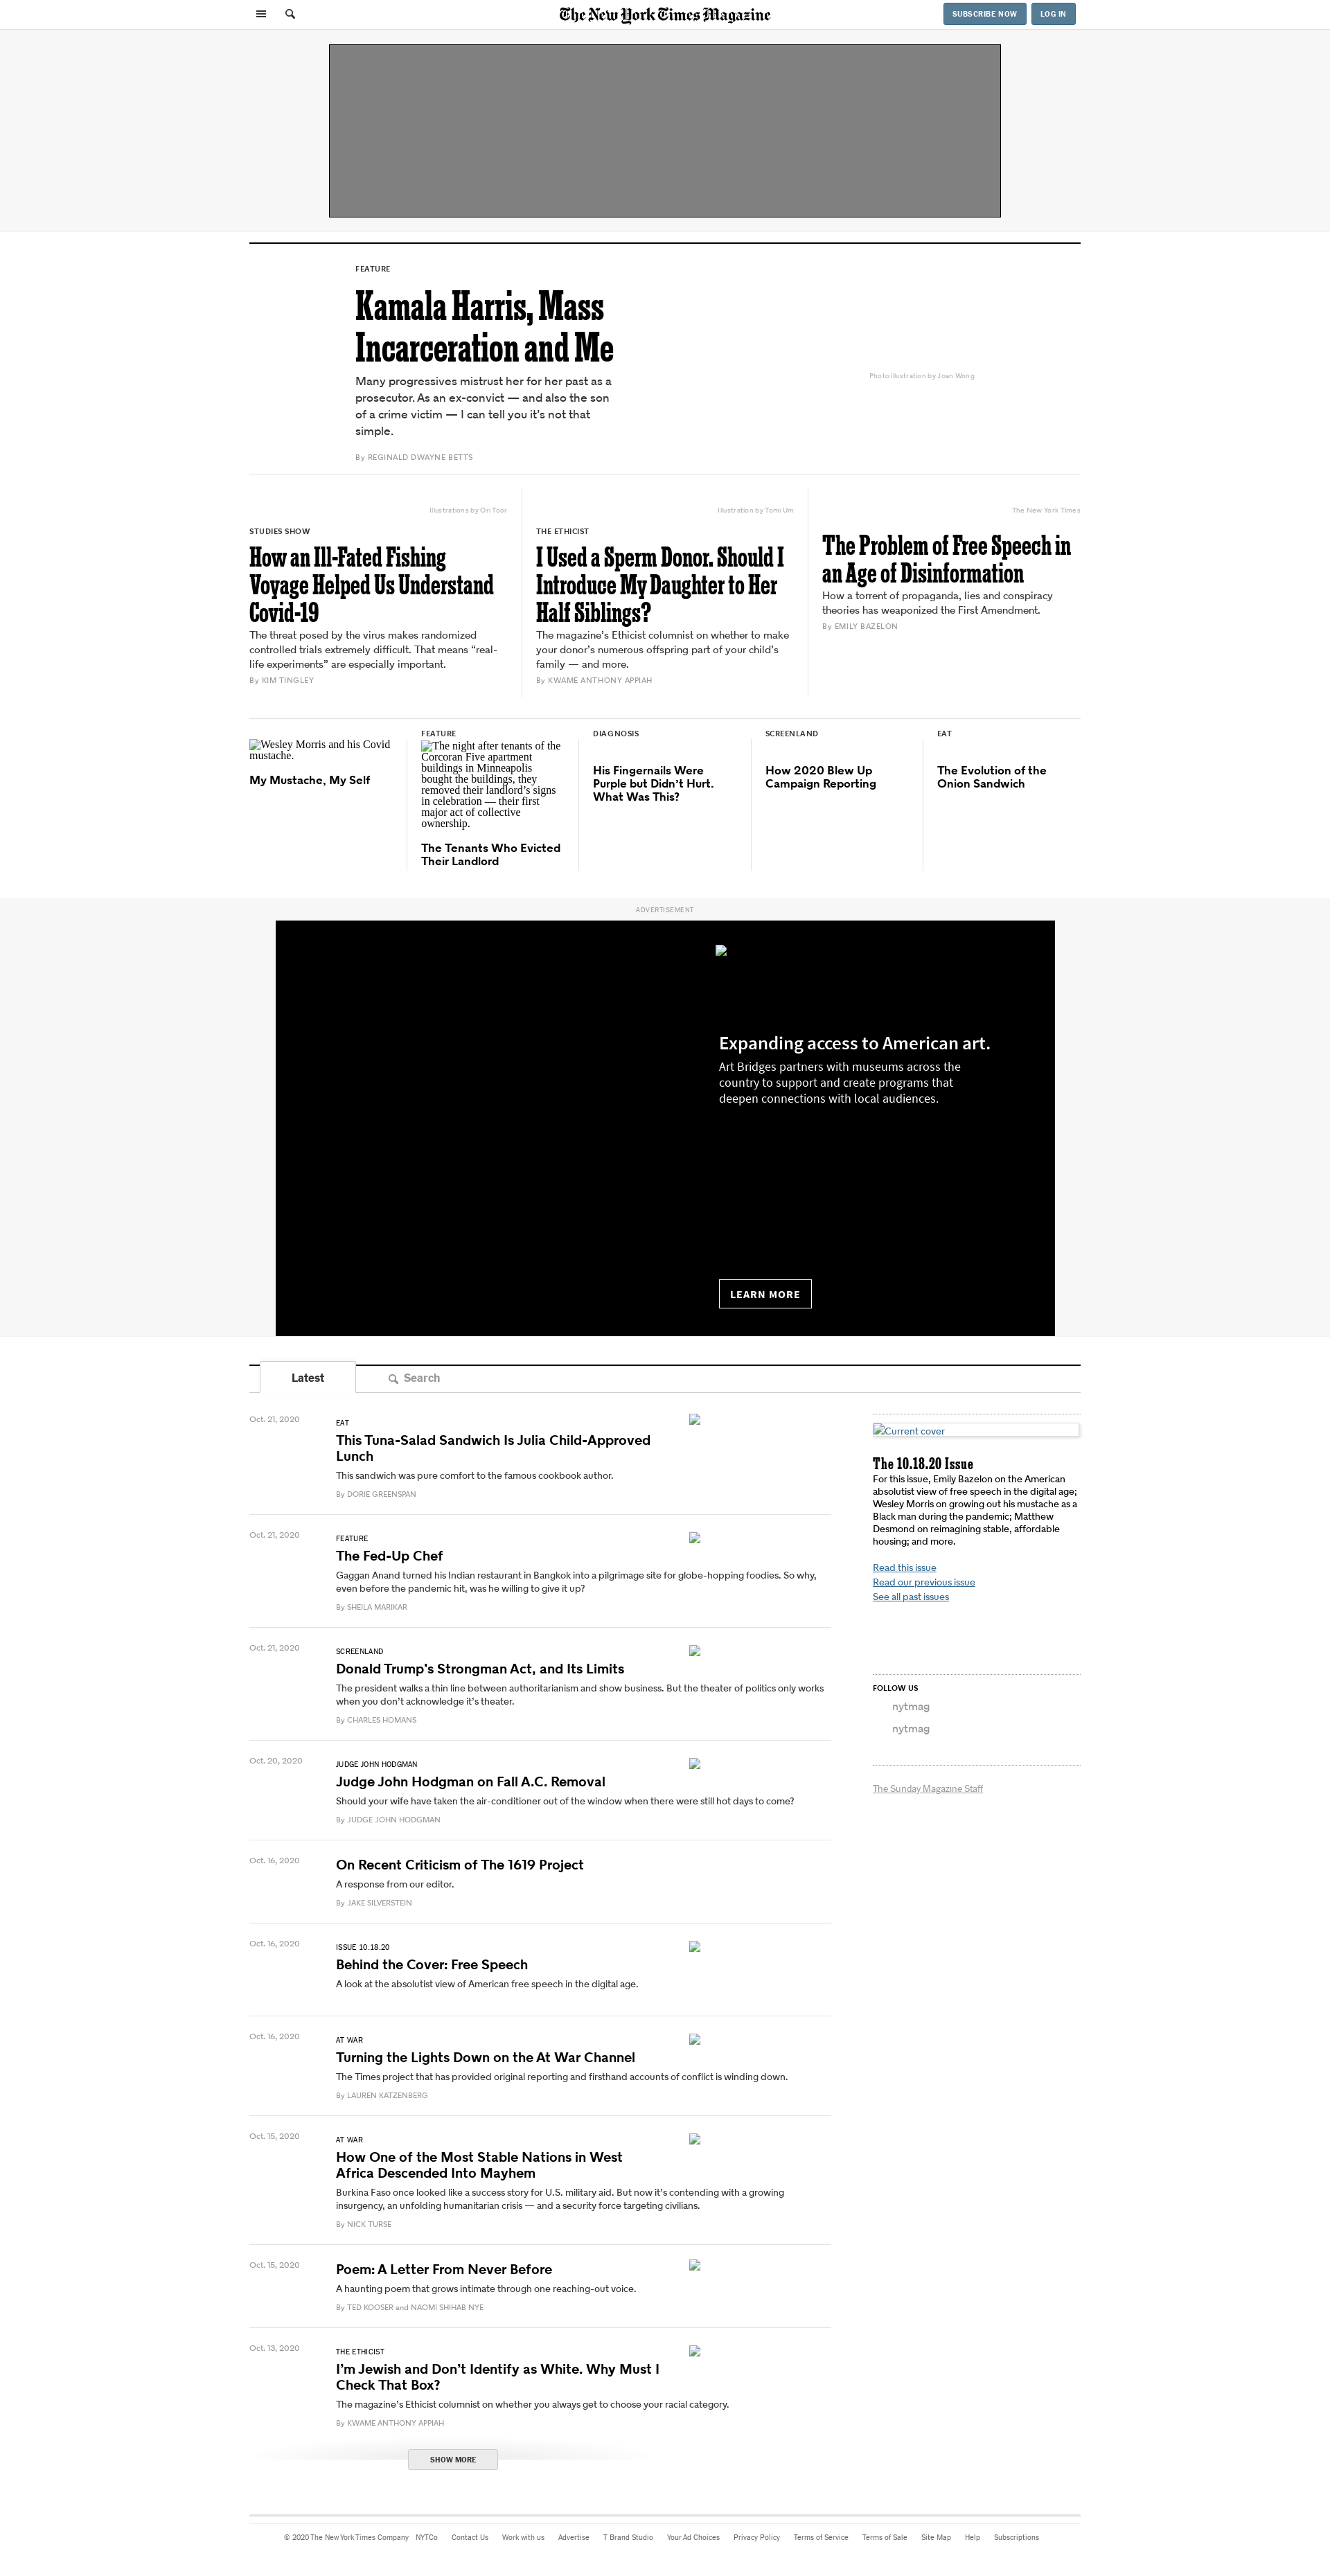 The New York Times Magazine
SUBSCRIBE NOW
LOG IN
FEATURE
Kamala Harris, Mass
Incarceration and Me
Many progressives mistrust her for her past as a
prosecutor. As an ex-convict — and also the son
of a crime victim — I can tell you it’s not that
simple.
By REGINALD DWAYNE BETTS
Photo illustration by Joan Wong
Illustrations by Ori Toor
STUDIES SHOW
How an Ill-Fated Fishing
Voyage Helped Us Understand
Covid-19
The threat posed by the virus makes randomized
controlled trials extremely difficult. That means “real-
life experiments” are especially important.
By KIM TINGLEY
Illustration by Tomi Um
THE ETHICIST
I Used a Sperm Donor. Should I
Introduce My Daughter to Her
Half Siblings?
The magazine’s Ethicist columnist on whether to make
your donor’s numerous offspring part of your child’s
family — and more.
By KWAME ANTHONY APPIAH
The New York Times
The Problem of Free Speech in
an Age of Disinformation
How a torrent of propaganda, lies and conspiracy
theories has weaponized the First Amendment.
By EMILY BAZELON
Wesley Morris and his Covid
mustache.
My Mustache, My Self
FEATURE
The night after tenants of the
Corcoran Five apartment
buildings in Minneapolis
bought the buildings, they
removed their landlord’s signs
in celebration — their first
major act of collective
ownership.
The Tenants Who Evicted
Their Landlord
DIAGNOSIS
His Fingernails Were
Purple but Didn’t Hurt.
What Was This?
SCREENLAND
How 2020 Blew Up
Campaign Reporting
EAT
The Evolution of the
Onion Sandwich
ADVERTISEMENT
Expanding access to American art.
Art Bridges partners with museums across the
country to support and create programs that
deepen connections with local audiences.
LEARN MORE
Latest
Search
Oct. 21, 2020
EAT
This Tuna-Salad Sandwich Is Julia Child-Approved
Lunch
This sandwich was pure comfort to the famous cookbook author.
By DORIE GREENSPAN
Oct. 21, 2020
FEATURE
The Fed-Up Chef
Gaggan Anand turned his Indian restaurant in Bangkok into a pilgrimage site for globe-hopping foodies. So why,
even before the pandemic hit, was he willing to give it up?
By SHEILA MARIKAR
Oct. 21, 2020
SCREENLAND
Donald Trump’s Strongman Act, and Its Limits
The president walks a thin line between authoritarianism and show business. But the theater of politics only works
when you don’t acknowledge it’s theater.
By CHARLES HOMANS
Oct. 20, 2020
JUDGE JOHN HODGMAN
Judge John Hodgman on Fall A.C. Removal
Should your wife have taken the air-conditioner out of the window when there were still hot days to come?
By JUDGE JOHN HODGMAN
Oct. 16, 2020
On Recent Criticism of The 1619 Project
A response from our editor.
By JAKE SILVERSTEIN
Oct. 16, 2020
ISSUE 10.18.20
Behind the Cover: Free Speech
A look at the absolutist view of American free speech in the digital age.
Oct. 16, 2020
AT WAR
Turning the Lights Down on the At War Channel
The Times project that has provided original reporting and firsthand accounts of conflict is winding down.
By LAUREN KATZENBERG
Oct. 15, 2020
AT WAR
How One of the Most Stable Nations in West
Africa Descended Into Mayhem
Burkina Faso once looked like a success story for U.S. military aid. But now it’s contending with a growing
insurgency, an unfolding humanitarian crisis — and a security force targeting civilians.
By NICK TURSE
Oct. 15, 2020
Poem: A Letter From Never Before
A haunting poem that grows intimate through one reaching-out voice.
By TED KOOSER and NAOMI SHIHAB NYE
Oct. 13, 2020
THE ETHICIST
I’m Jewish and Don’t Identify as White. Why Must I
Check That Box?
The magazine’s Ethicist columnist on whether you always get to choose your racial category.
By KWAME ANTHONY APPIAH
SHOW MORE
Current cover
The 10.18.20 Issue
For this issue, Emily Bazelon on the American
absolutist view of free speech in the digital age;
Wesley Morris on growing out his mustache as a
Black man during the pandemic; Matthew
Desmond on reimagining stable, affordable
housing; and more.
Read this issue
Read our previous issue
See all past issues
FOLLOW US
nytmag
nytmag
The Sunday Magazine Staff
© 2020 The New York Times Company NYTCo Contact Us Work with us Advertise T Brand Studio Your Ad Choices Privacy Policy Terms of Service Terms of Sale Site Map Help Subscriptions